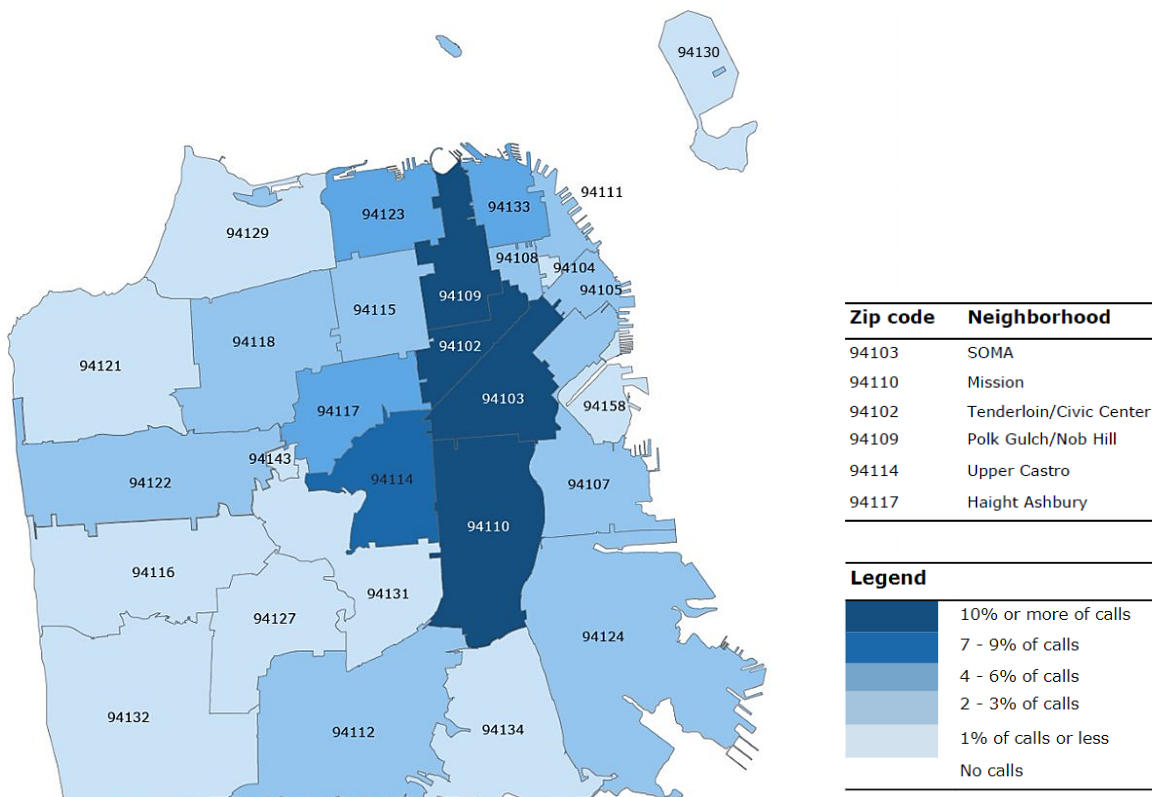 94130
94111
94123
94133
94129
94108
94104
94105
94109
94115
94118
94102
94121
94103
94117
94158
94143
94122
94114
94107
94110
94116
94131
94127
94124
94132
94112
94134
Zip code Neighborhood
94103 SOMA
94110 Mission
94102 Tenderloin/Civic Center
94109 Polk Gulch/Nob Hill
94114 Upper Castro
94117 Haight Ashbury
Legend
10% or more of calls
7 - 9% of calls
4 - 6% of calls
2 - 3% of calls
1% of calls or less
No calls